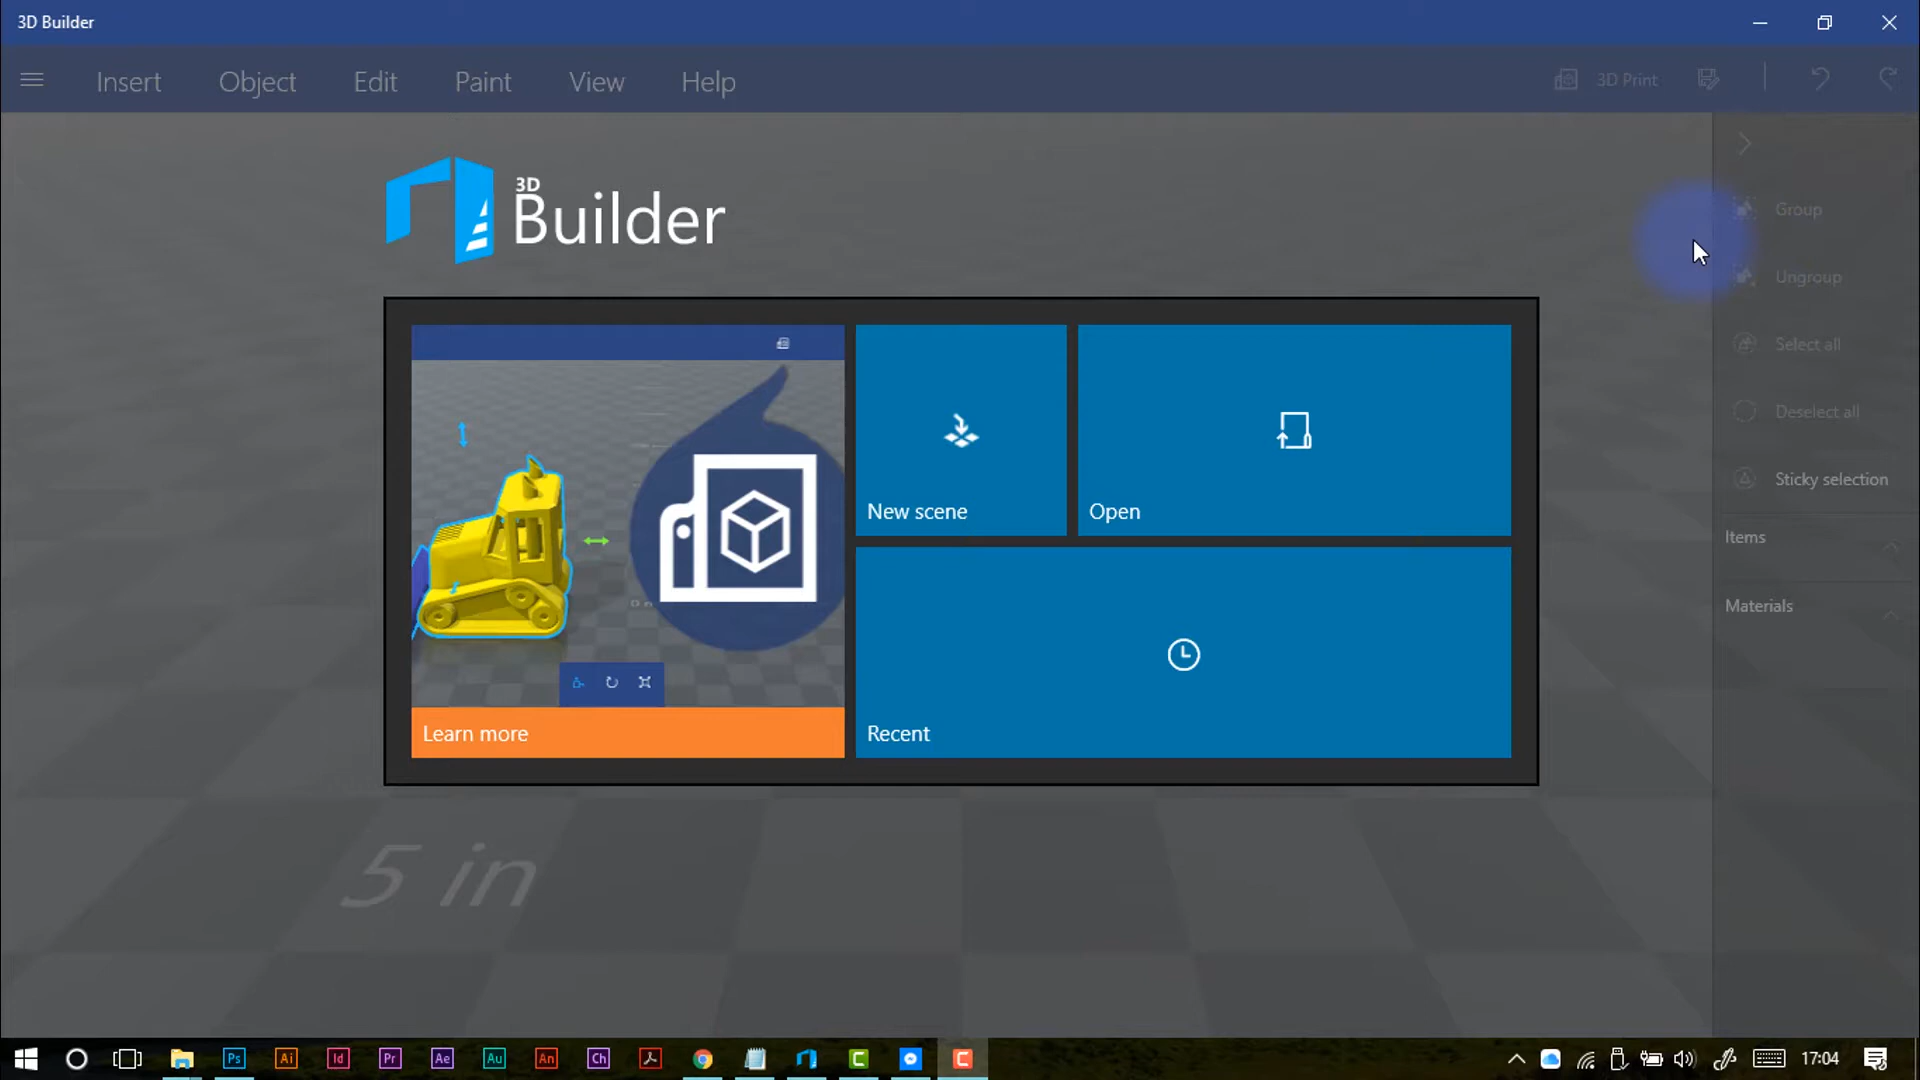 3D Builder
Insert Object Edit Paint View Help 3D Print
3D
Builder
Group
Ungroup
Select all
Deselect all
Sticky selection
Items
Materials
New scene
Open
Learn more
Recent
5 in
Ps Ai Id Pr Ae Au An Ch C C 17:04